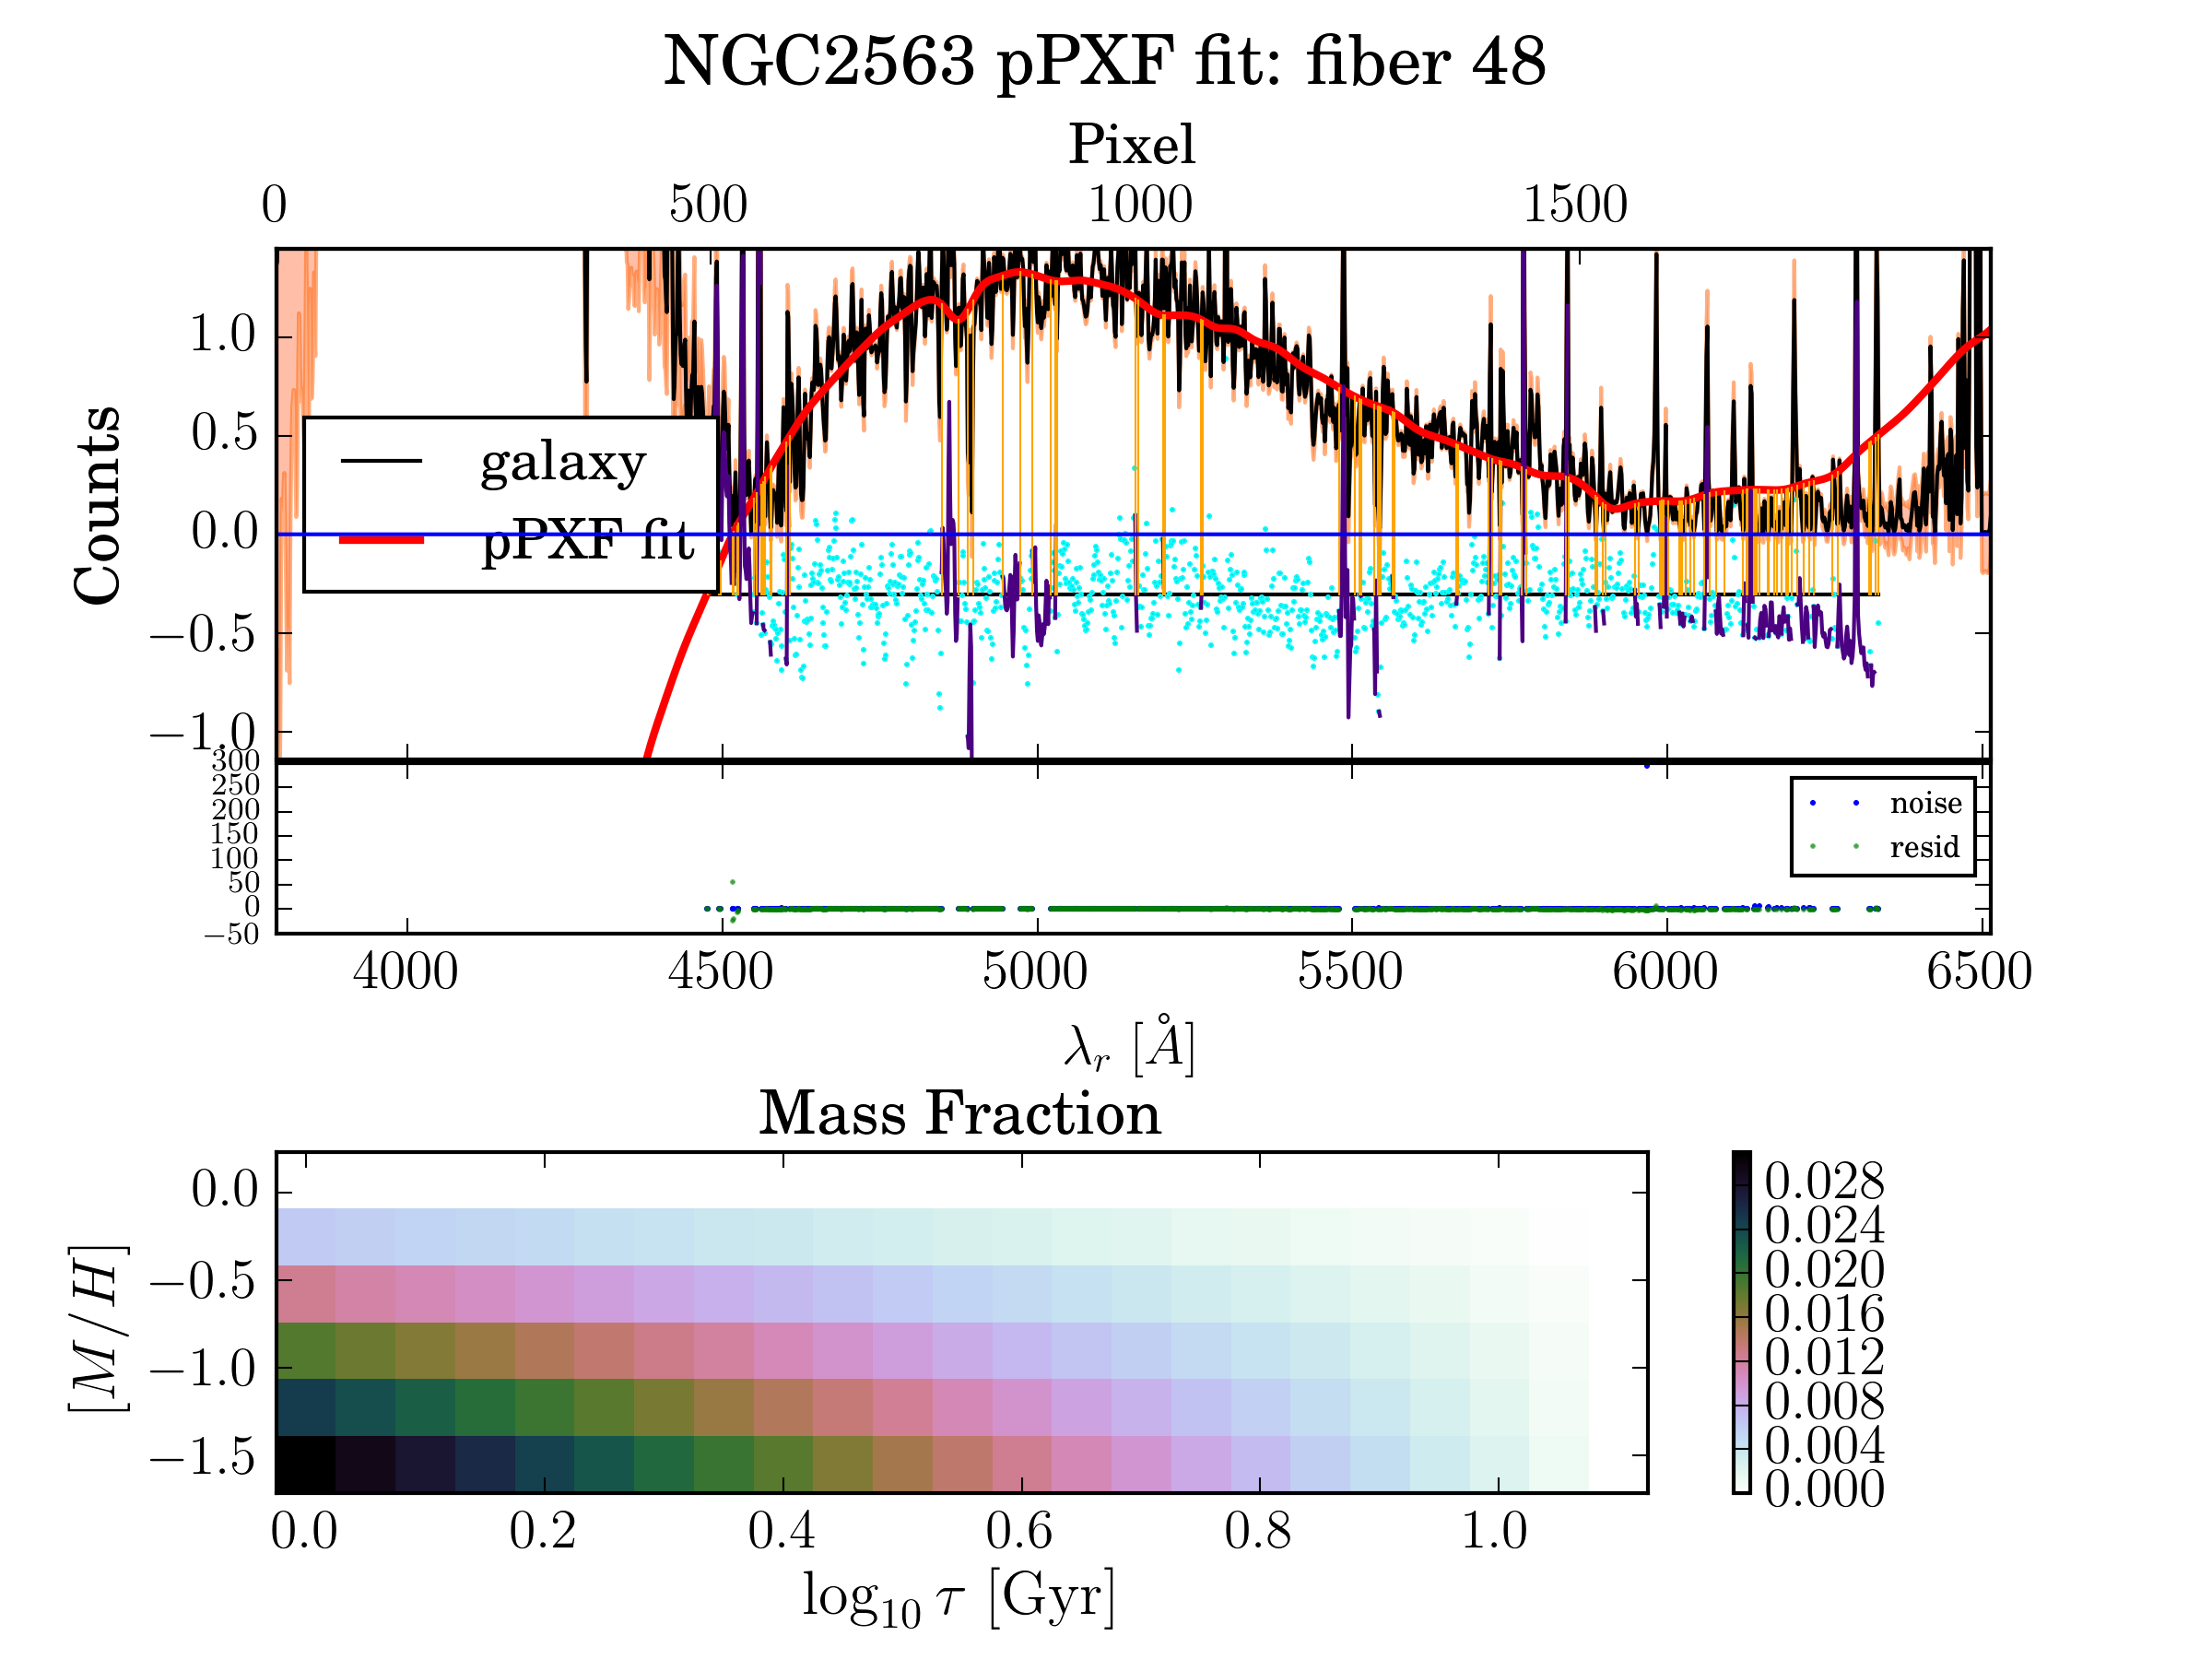 NGC2563 pPXF fit: fiber 48
Pixel
0 500 1000 1500
Counts
1.0
0.5
0.0
−0.5
−1.0
galaxy
pPXF fit
300
250
200
150
100
50
0
−50
noise
resid
4000 4500 5000 5500 6000 6500
λr [Å]
Mass Fraction
[M/H]
0.0
−0.5
−1.0
−1.5
0.0 0.2 0.4 0.6 0.8 1.0
log10 τ [Gyr]
0.028
0.024
0.020
0.016
0.012
0.008
0.004
0.000